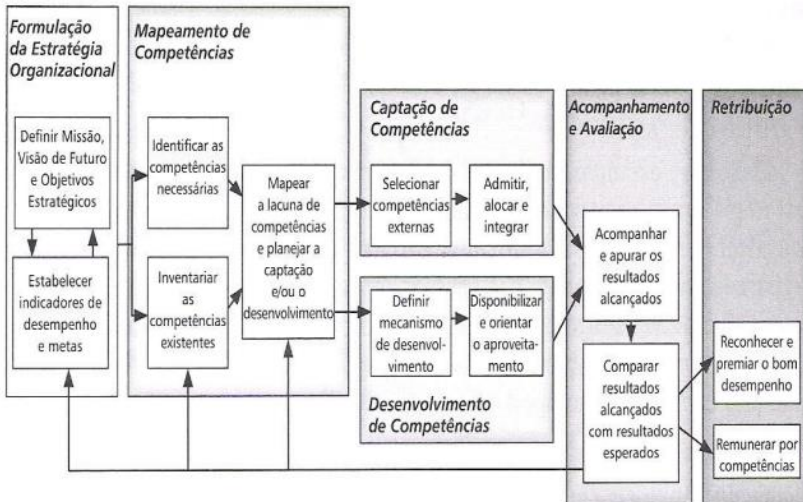 Formulação
da Estratégia
Organizacional
Definir Missão,
Visão de Futuro
e Objetivos
Estratégicos
Estabelecer
indicadores de
desempenho
e metas
Mapeamento de
Competências
Identificar as
competências
necessárias
Inventariar
as
competências
existentes
Mapear
a lacuna de
competências
e planejar a
captação
e/ou o
desenvolvimento
Captação de
Competências
Selecionar
competências
externas
Admitir,
alocar e
integrar
Definir
mecanismo
de desenvol-
vimento
Disponibilizar
e orientar
o aproveita-
mento
Desenvolvimento
de Competências
Acompanhamento
e Avaliação
Acompanhar
e apurar os
resultados
alcançados
Comparar
resultados
alcançados
com resultados
esperados
Retribuição
Reconhecer e
premiar o bom
desempenho
Remunerar por
competências